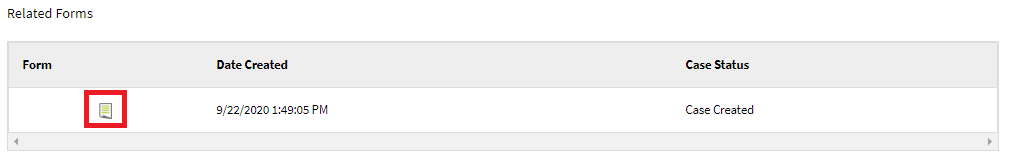 Related Forms
Form Date Created Case Status
9/22/2020 1:49:05 PM Case Created